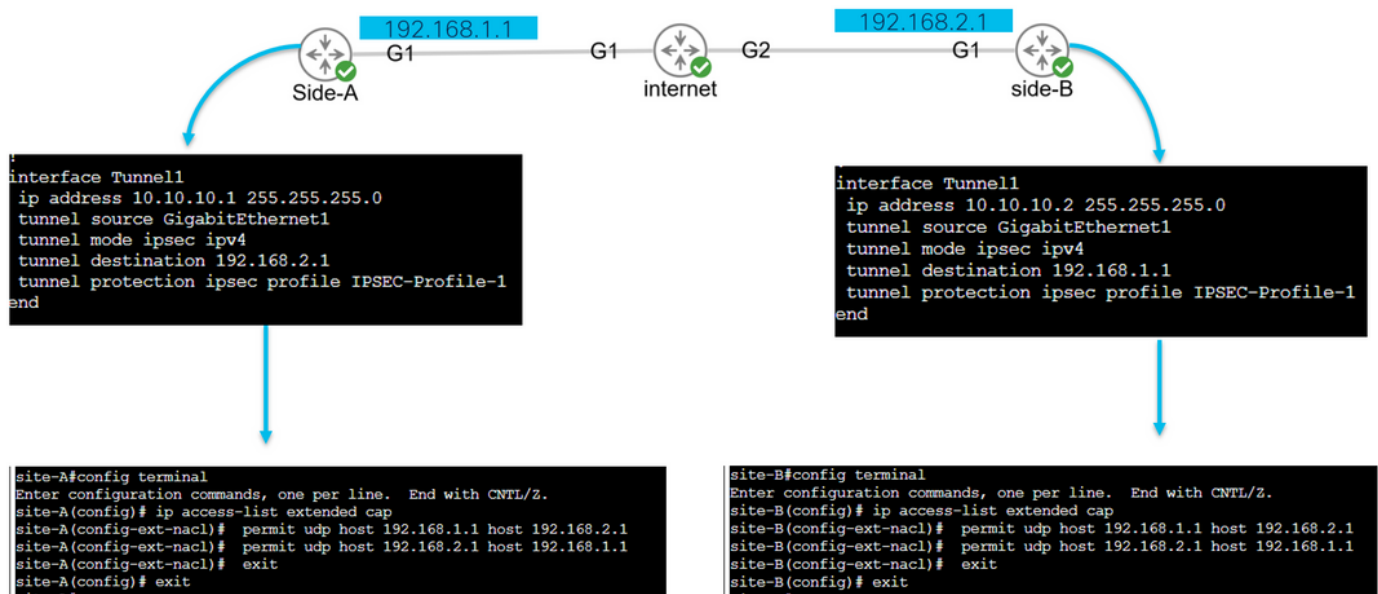 192.168.1.1
192.168.2.1
G1
G1
G2
G1
Side-A
internet
side-B
interface Tunnel1
ip address 10.10.10.1 255.255.255.0
tunnel source GigabitEthernet1
tunnel mode ipsec ipv4
tunnel destination 192.168.2.1
tunnel protection ipsec profile IPSEC-Profile-1
end
interface Tunnel1
ip address 10.10.10.2 255.255.255.0
tunnel source GigabitEthernet1
tunnel mode ipsec ipv4
tunnel destination 192.168.1.1
tunnel protection ipsec profile IPSEC-Profile-1
end
site-A#config terminal
Enter configuration commands, one per line.  End with CNTL/Z.
site-A(config)# ip access-list extended cap
site-A(config-ext-nacl)#  permit udp host 192.168.1.1 host 192.168.2.1
site-A(config-ext-nacl)#  permit udp host 192.168.2.1 host 192.168.1.1
site-A(config-ext-nacl)#  exit
site-A(config)# exit
site-B#config terminal
Enter configuration commands, one per line.  End with CNTL/Z.
site-B(config)# ip access-list extended cap
site-B(config-ext-nacl)#  permit udp host 192.168.1.1 host 192.168.2.1
site-B(config-ext-nacl)#  permit udp host 192.168.2.1 host 192.168.1.1
site-B(config-ext-nacl)#  exit
site-B(config)# exit